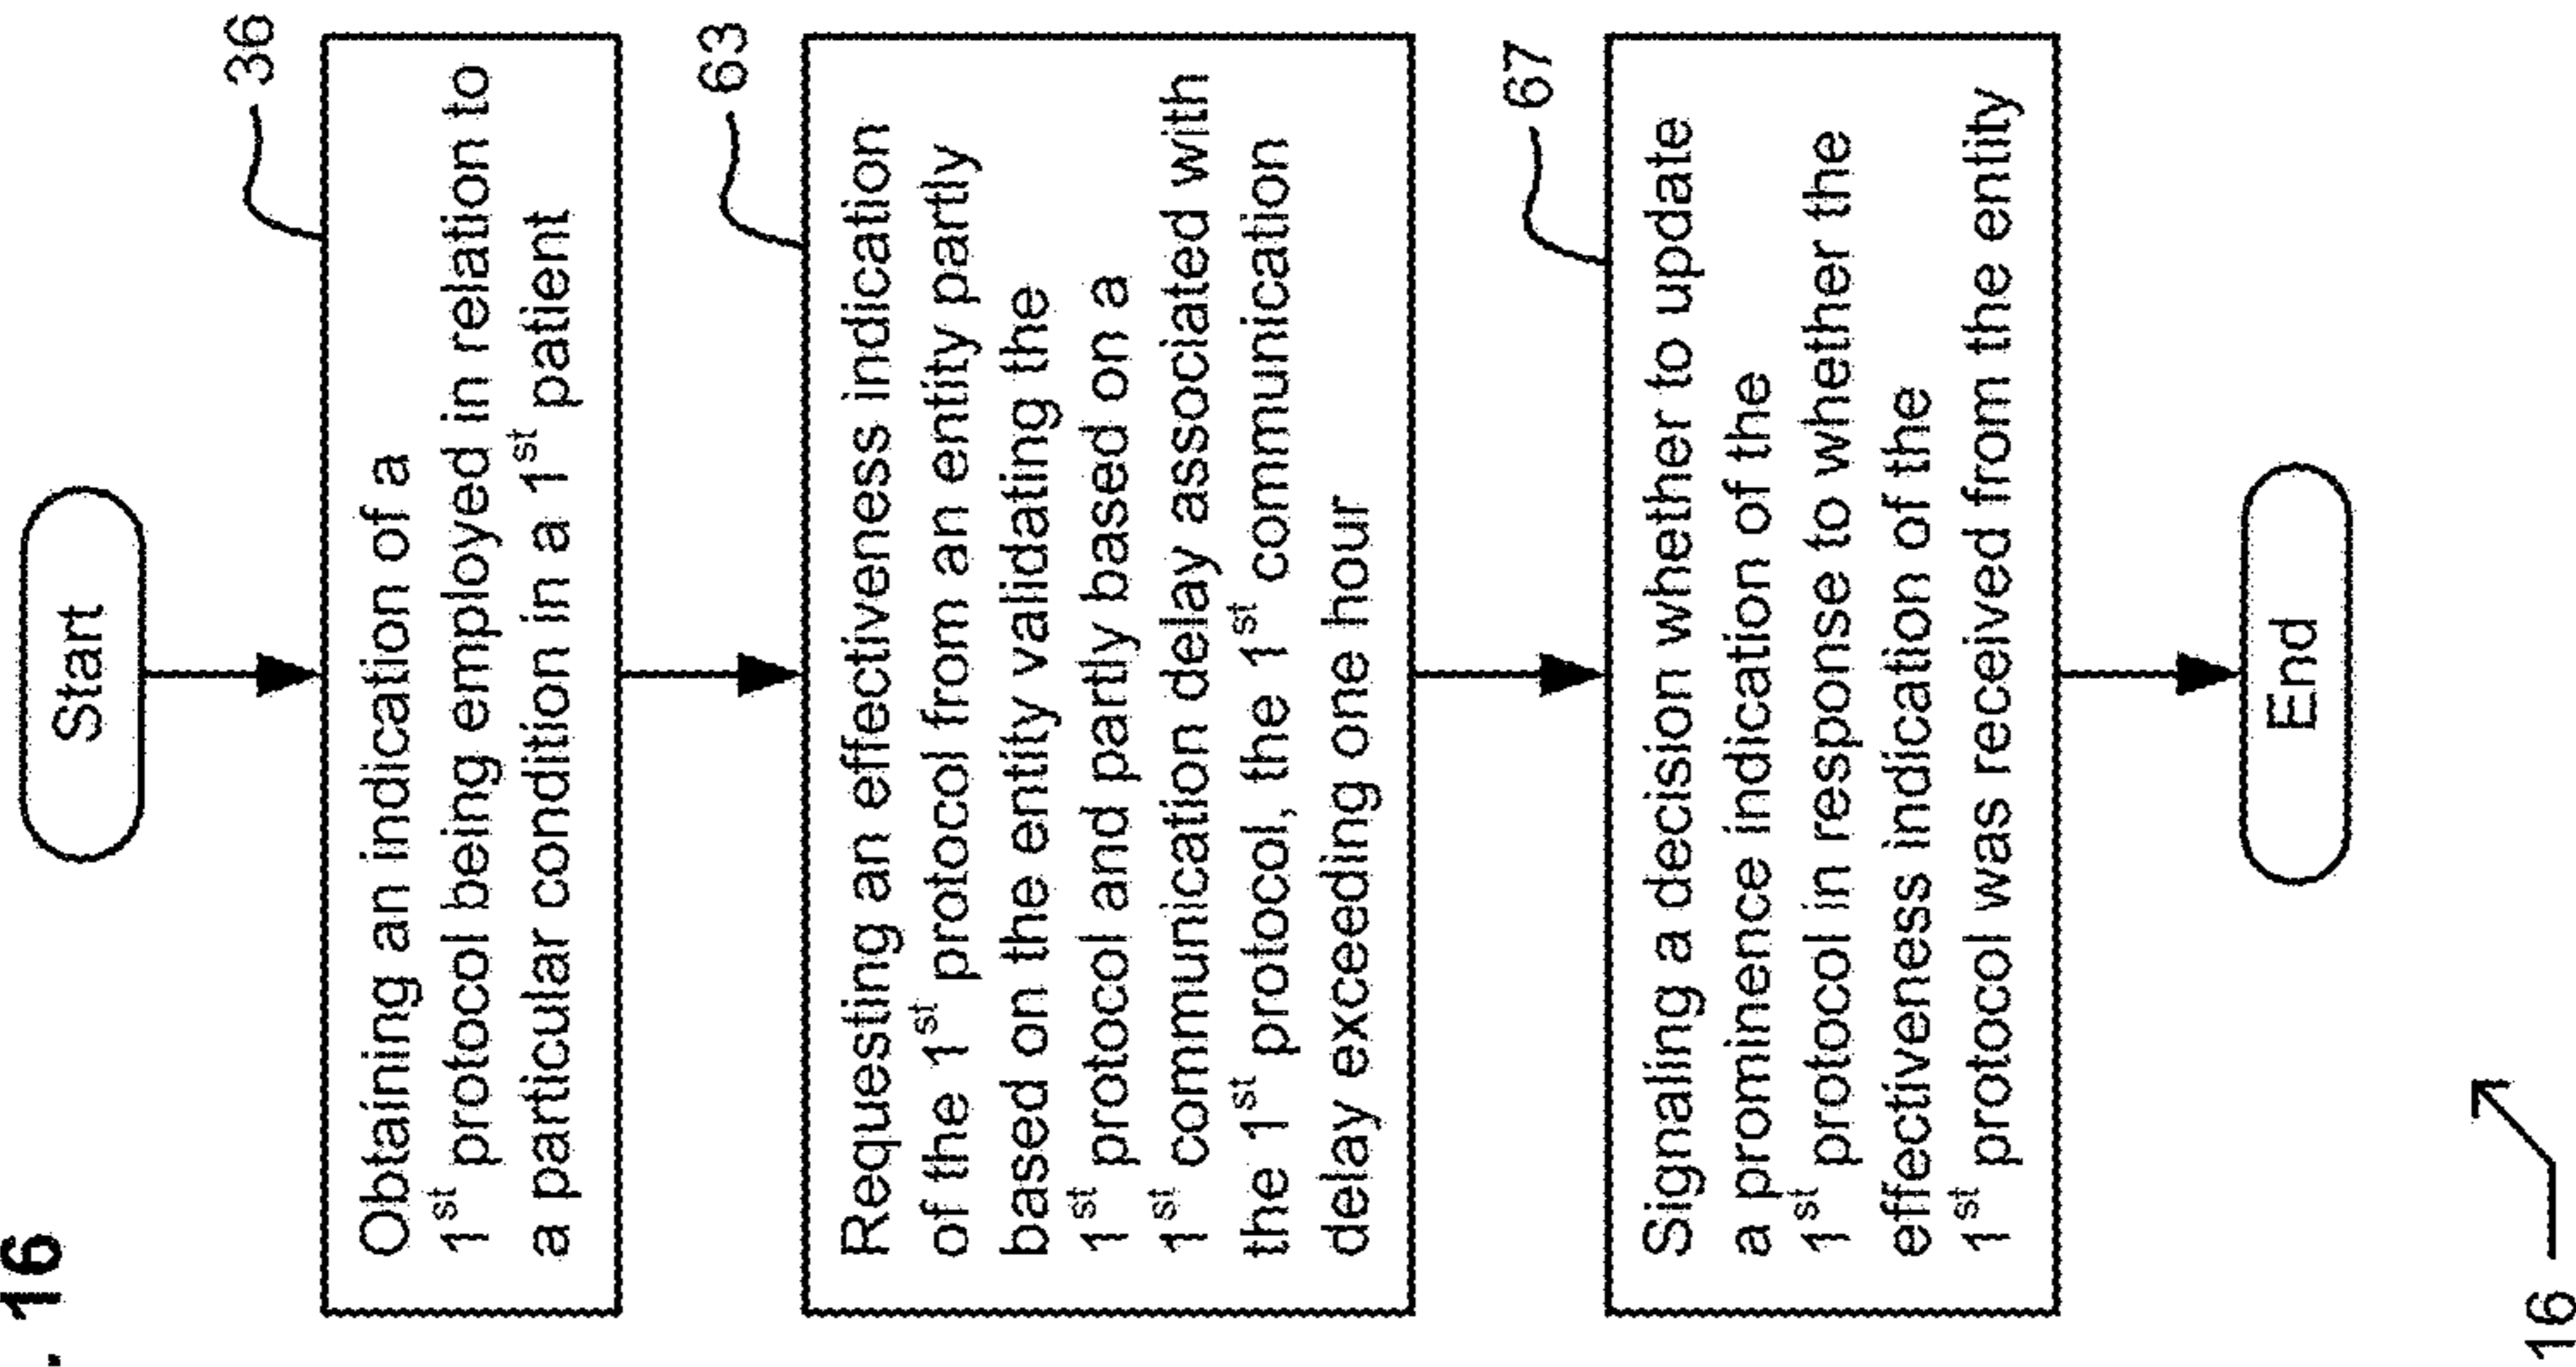 . 16
Start
36
Obtaining an indication of a
1st protocol being employed in relation to
a particular condition in a 1st patient
63
Requesting an effectiveness indication
of the 1st protocol from an entity partly
based on the entity validating the
1st protocol and partly based on a
1st communication delay associated with
the 1st protocol, the 1st communication
delay exceeding one hour
67
Signaling a decision whether to update
a prominence indication of the
1st protocol in response to whether the
effectiveness indication of the
1st protocol was received from the entity
End
16